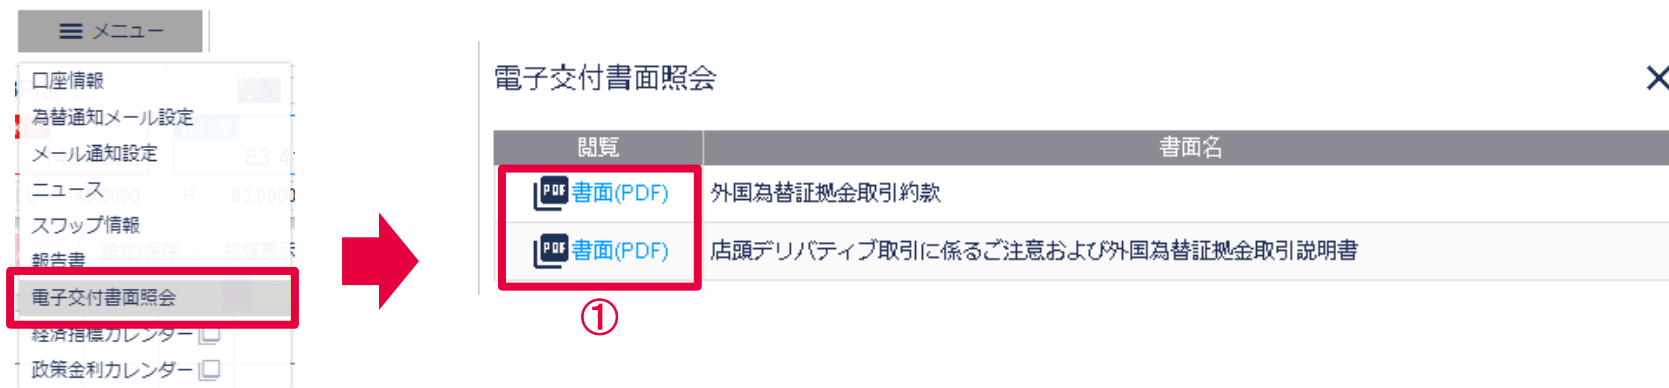 メニュー
口座情報
為替通知メール設定
メール通知設定
ニュース
スワップ情報
報告書
電子交付書面照会
経済指標カレンダー
政策金利カレンダー
電子交付書面照会
閲覧 書面名
PDF 書面(PDF) 外国為替証拠金取引約款
PDF 書面(PDF) 店頭デリバティブ取引に係るご注意および外国為替証拠金取引説明書
①